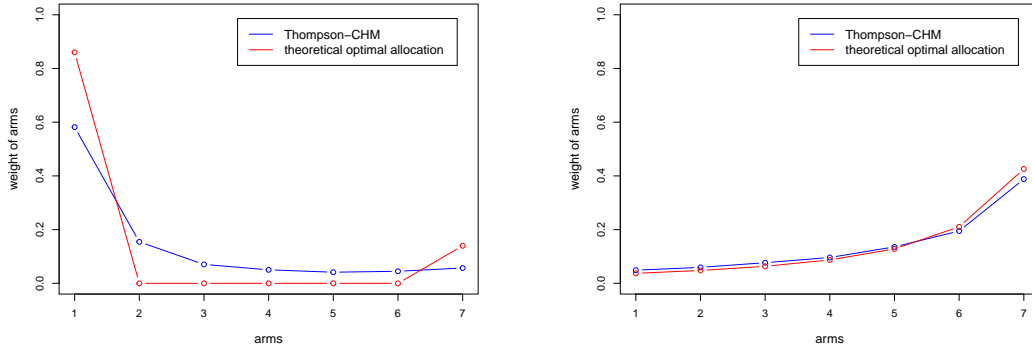 Thompson−CHM
theoretical optimal allocation
weight of arms
0.0 0.2 0.4 0.6 0.8 1.0
1 2 3 4 5 6 7
arms
Thompson−CHM
theoretical optimal allocation
weight of arms
0.0 0.2 0.4 0.6 0.8 1.0
1 2 3 4 5 6 7
arms